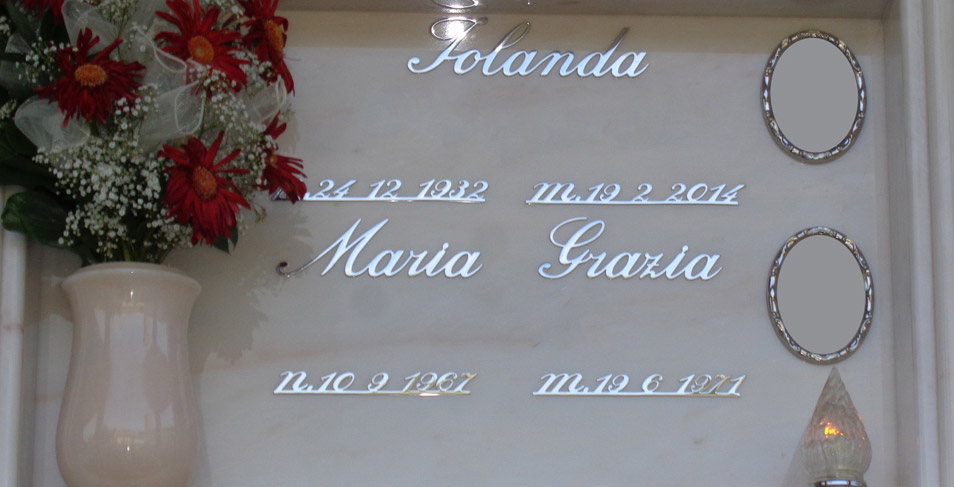 Iolanda
n.24 12 1932 m.19 2 2014
Maria Grazia
n.10 9 1967 m.19 6 1971